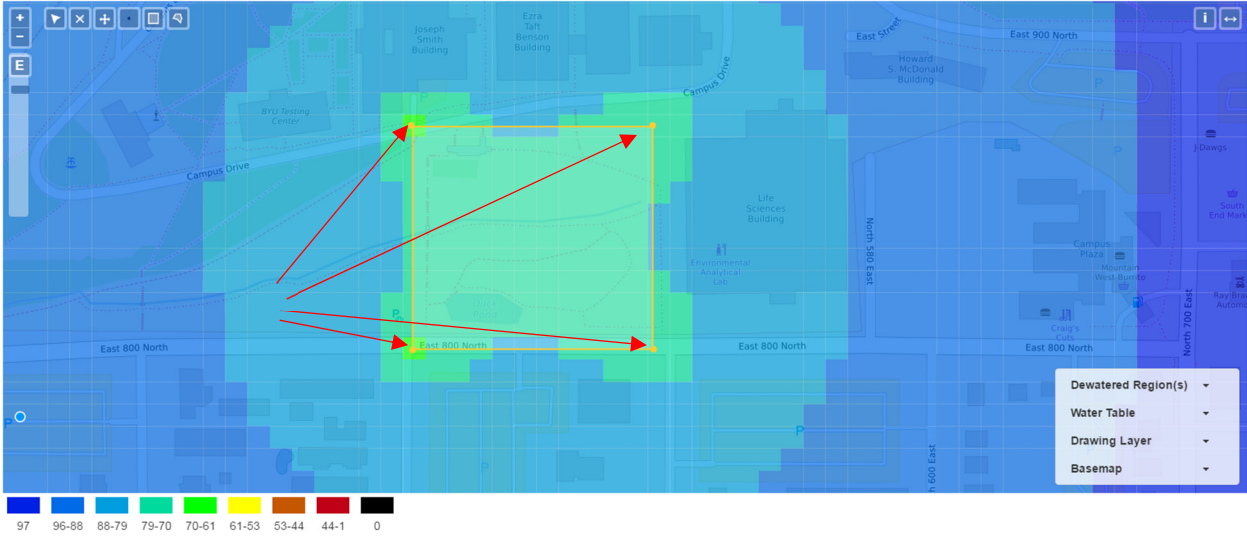 +
−
E
i
Joseph
Smith
Building
Ezra
Taft
Benson
Building
East Street
East 900 North
Howard
S. McDonald
Building
P
P
Campus Drive
BYU Testing
Center
J Dawgs
Campus Drive
Life
Sciences
Building
South
End Mark
North 580 East
Environmental
Analytical
Lab
Campus
Plaza
Mountain
West Burrito
P
Craig's
Cuts
North 700 East
East 800 North
East 800 North
East 800 North
East 800 North
P
P
P
h 600 East
Dewatered Region(s)
Water Table
Drawing Layer
Basemap
97
96-88
88-79
79-70
70-61
61-53
53-44
44-1
0